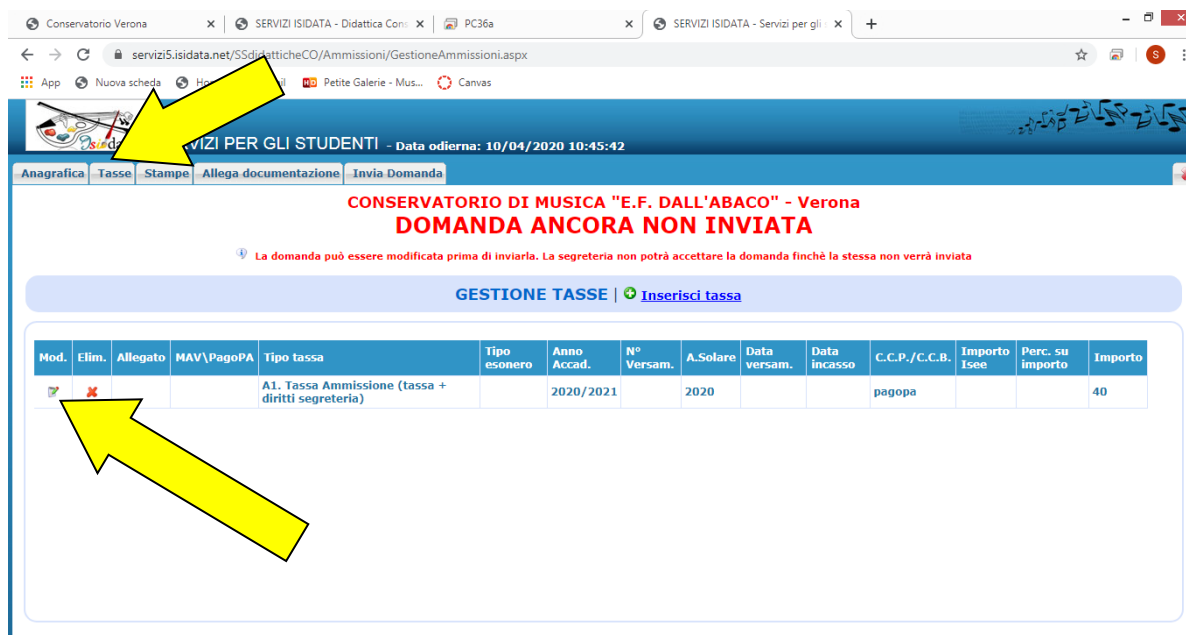 Conservatorio Verona
SERVIZI ISIDATA - Didattica Cons
PC36a
SERVIZI ISIDATA - Servizi per gli
servizi5.isidata.net/SSdidatticheCO/Ammissioni/GestioneAmmissioni.aspx
S
App Nuova scheda Petite Galerie - Mus... Canvas
PER GLI STUDENTI - Data odierna: 10/04/2020 10:45:42
Anagrafica Tasse Stampe Allega documentazione Invia Domanda
CONSERVATORIO DI MUSICA "E.F. DALL'ABACO" - Verona
DOMANDA ANCORA NON INVIATA
La domanda può essere modificata prima di inviarla. La segreteria non potrà accettare la domanda finchè la stessa non verrà inviata
GESTIONE TASSE | Inserisci tassa
Mod. Elim. Allegato MAV\PagoPA Tipo tassa Tipo esonero Anno Accad. N° Versam. A.Solare Data versam. Data incasso C.C.P./C.C.B. Importo Isee Perc. su importo Importo
A1. Tassa Ammissione (tassa +
diritti segreteria) 2020/2021 2020 pagopa 40